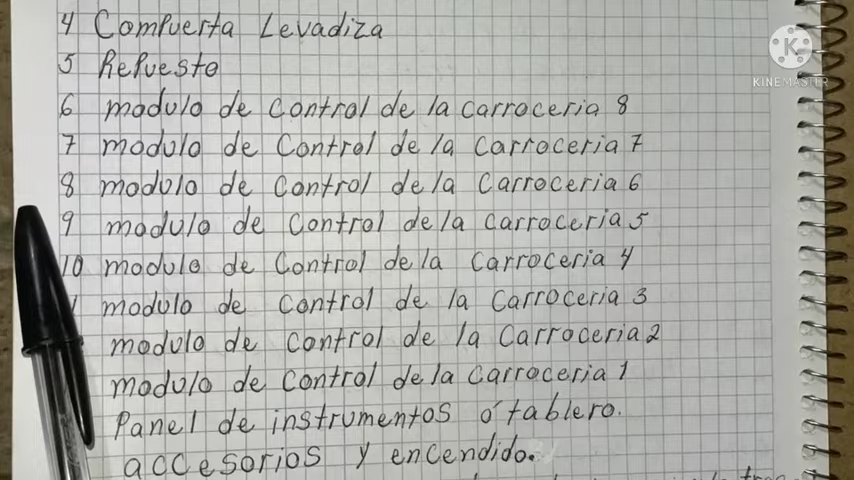 4 Compuerta Levadiza
5 Repuesto
6 modulo de control de la carroceria 8
7 modulo de Control de la carroceria 7
8 modulo de Control de la Carroceria 6
9 modulo de control de la carroceria 5
10 modulo de Control de la Carroceria 4
modulo de control de la Carroceria 3
modulo de control de la Carroceria 2
modulo de Control de la carroceria 1
Panel de instrumentos ó tablero.
accesorios y encendido.
K
KINEMASTER